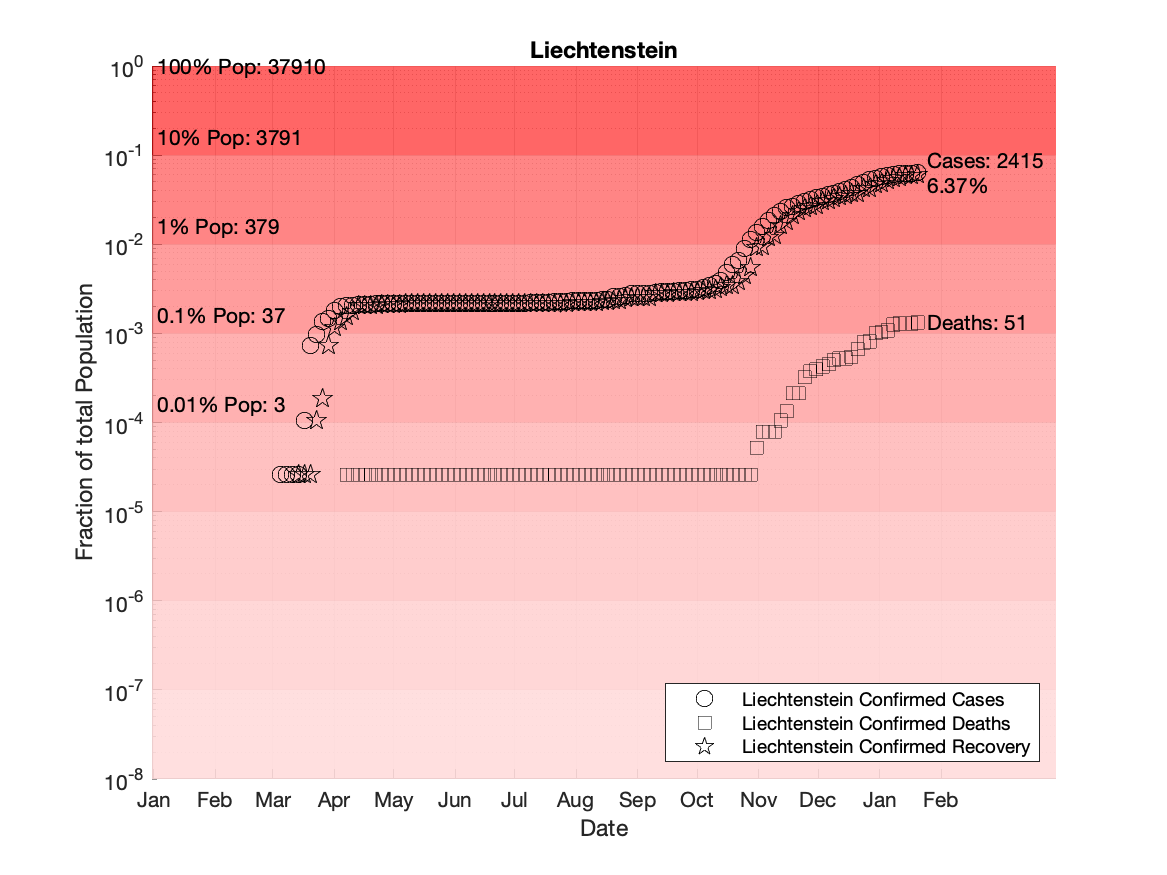 Liechtenstein
10^0
100% Pop: 37910
10% Pop: 3791
10^-1
Cases: 2415
6.37%
1% Pop: 379
10^-2
0.1% Pop: 37
Deaths: 51
10^-3
0.01% Pop: 3
10^-4
10^-5
10^-6
10^-7
10^-8
Fraction of total Population
Liechtenstein Confirmed Cases
Liechtenstein Confirmed Deaths
Liechtenstein Confirmed Recovery
Jan Feb Mar Apr May Jun Jul Aug Sep Oct Nov Dec Jan Feb
Date